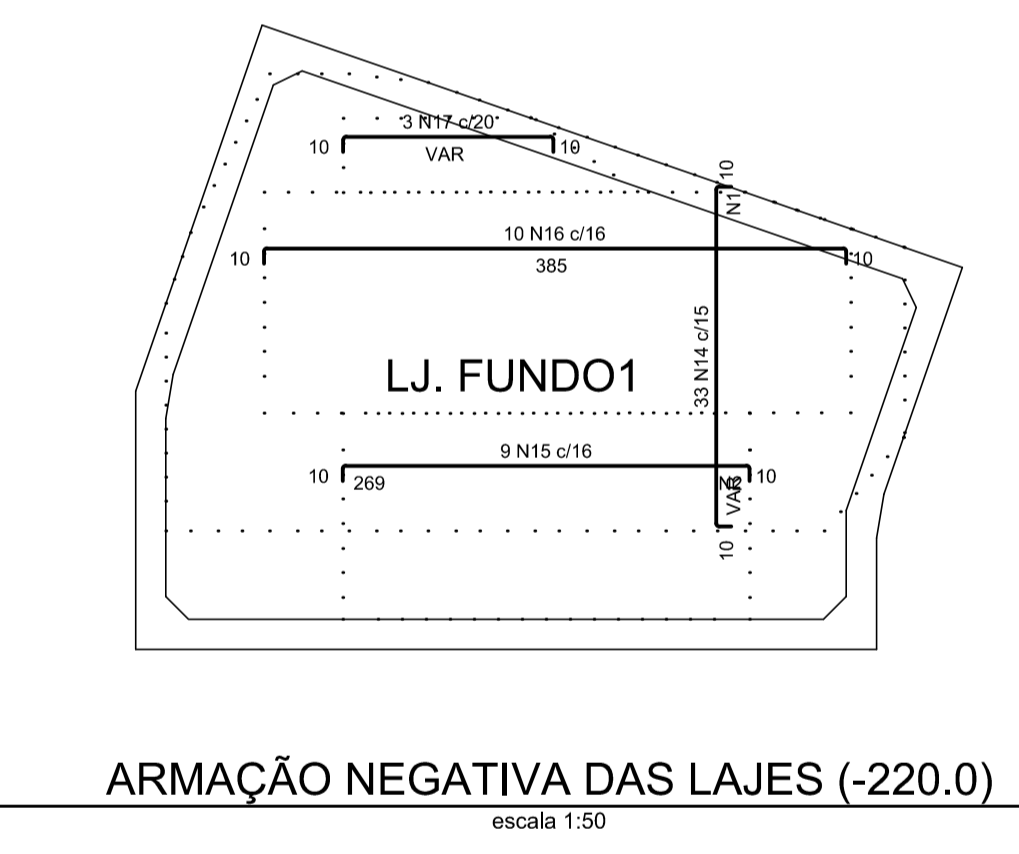 3 N17 c/20
10
10
VAR
10
N1
10 N16 c/16
10
10
385
33 N14 c/15
LJ. FUNDO1
9 N15 c/16
10
269
N2
10
VAR
10
ARMAÇÃO NEGATIVA DAS LAJES (-220.0)
escala 1:50